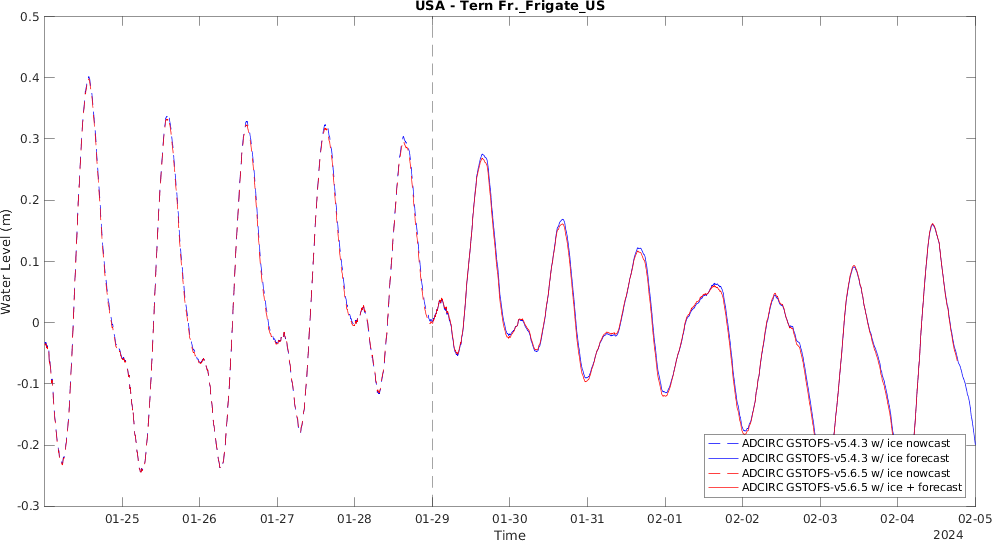 USA - Tern Fr._Frigate_US
Water Level (m)
0.5
0.4
0.3
0.2
0.1
0
-0.1
-0.2
-0.3
ADCIRC GSTOFS-v5.4.3 w/ ice nowcast
ADCIRC GSTOFS-v5.4.3 w/ ice forecast
ADCIRC GSTOFS-v5.6.5 w/ ice nowcast
ADCIRC GSTOFS-v5.6.5 w/ ice + forecast
01-25 01-26 01-27 01-28 01-29 01-30 01-31 02-01 02-02 02-03 02-04 02-05
Time
2024